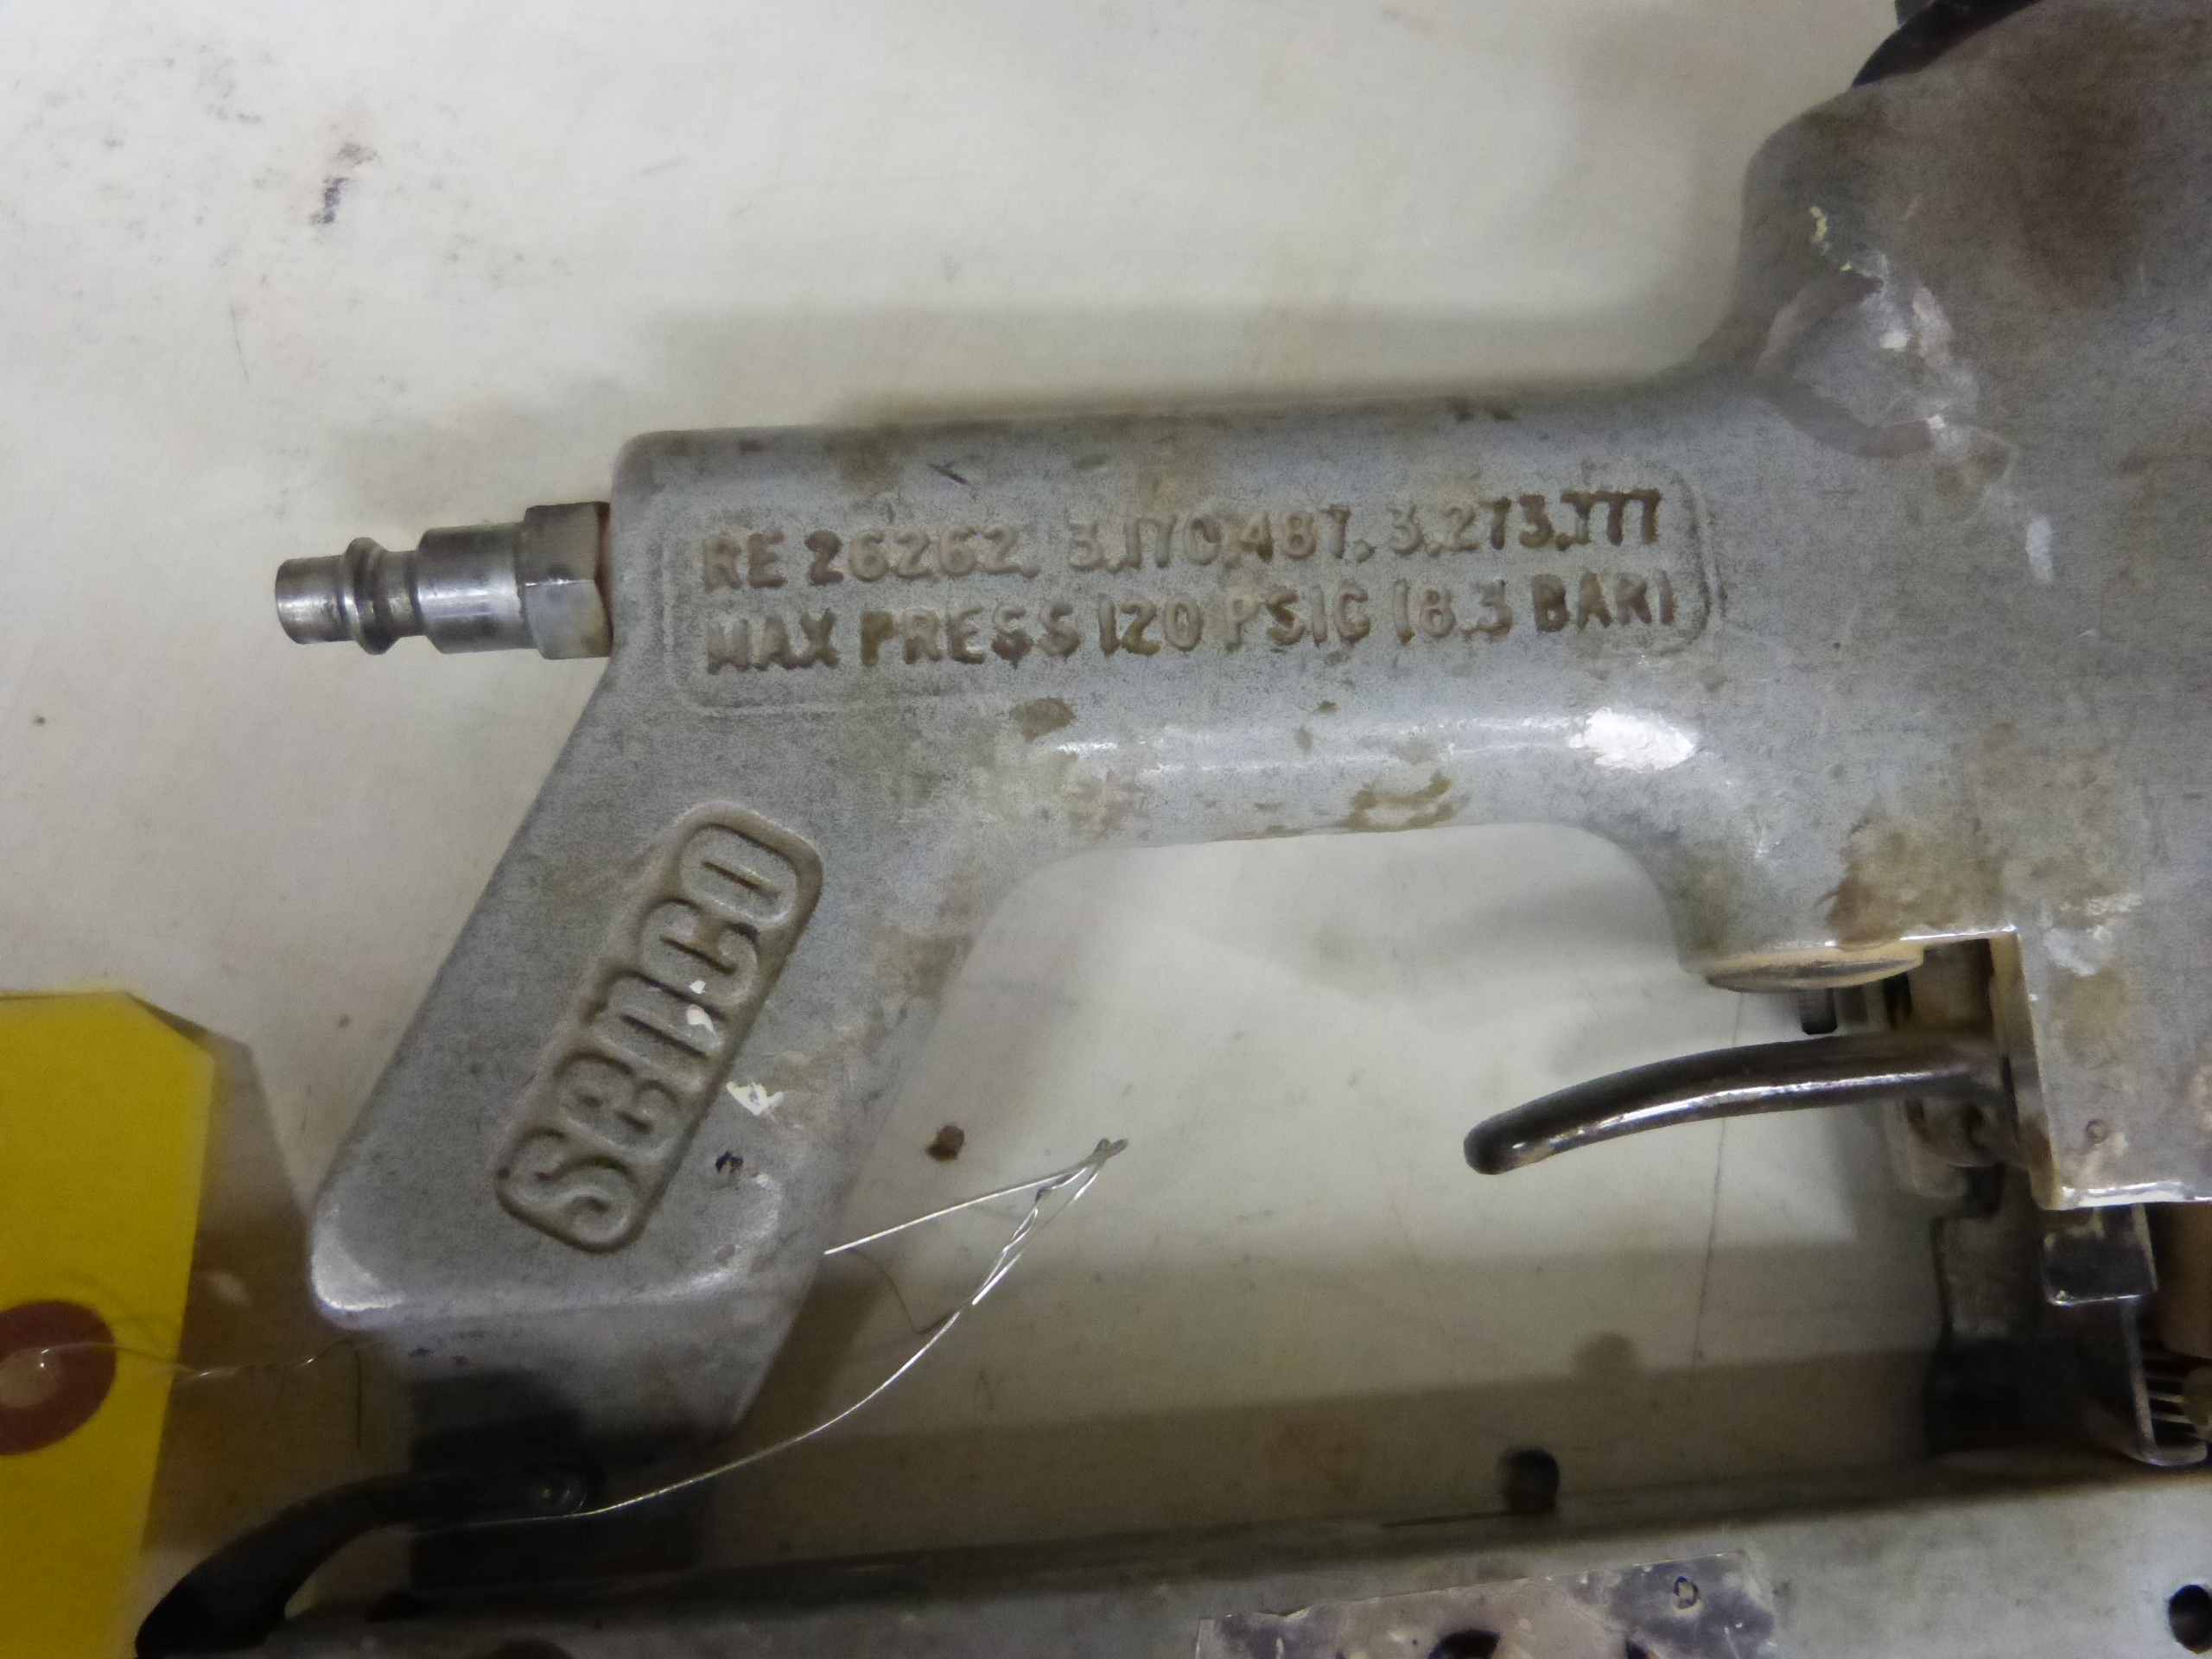 RE 26262, 3,170,487, 3,273,777
MAX PRESS 120 PSIG (8.3 BAR)
SENCO